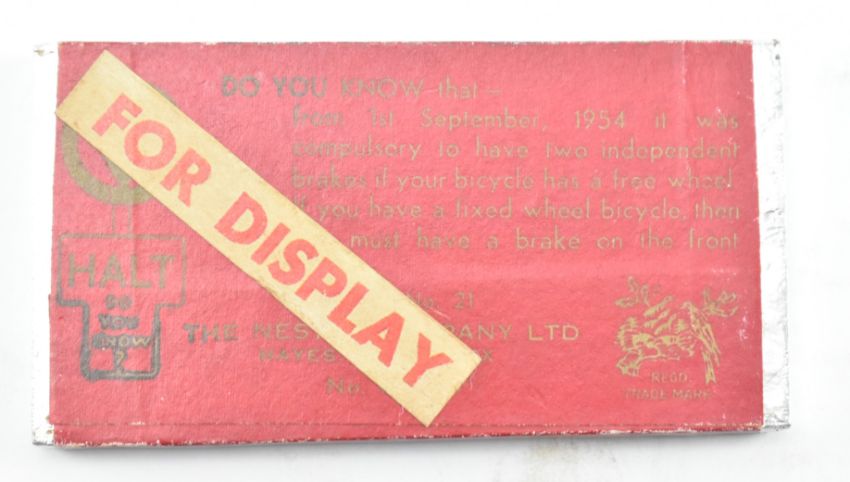 DO YOU KNOW that—
from 1st September, 1954 it was
compulsory to have two independent
brakes if your bicycle has a free wheel.
If you have a fixed wheel bicycle, then
must have a brake on the front
FOR DISPLAY
HALT
DO
YOU
KNOW
?
No. 21
THE NES ANY LTD
HAYES X
No.
REGD.
TRADE MARK